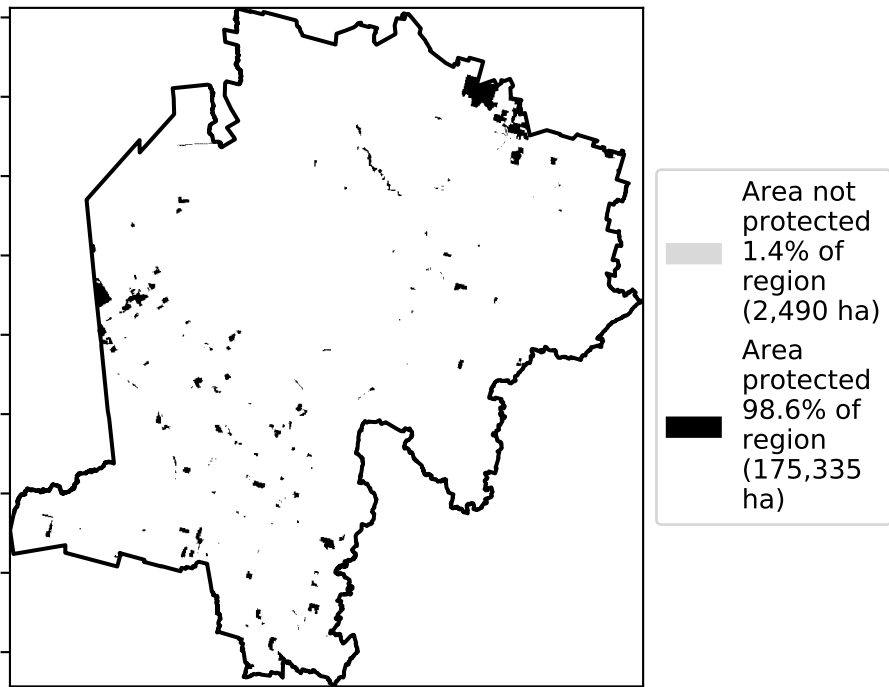 Area not
protected
1.4% of
region
(2,490 ha)
Area
protected
98.6% of
region
(175,335
ha)